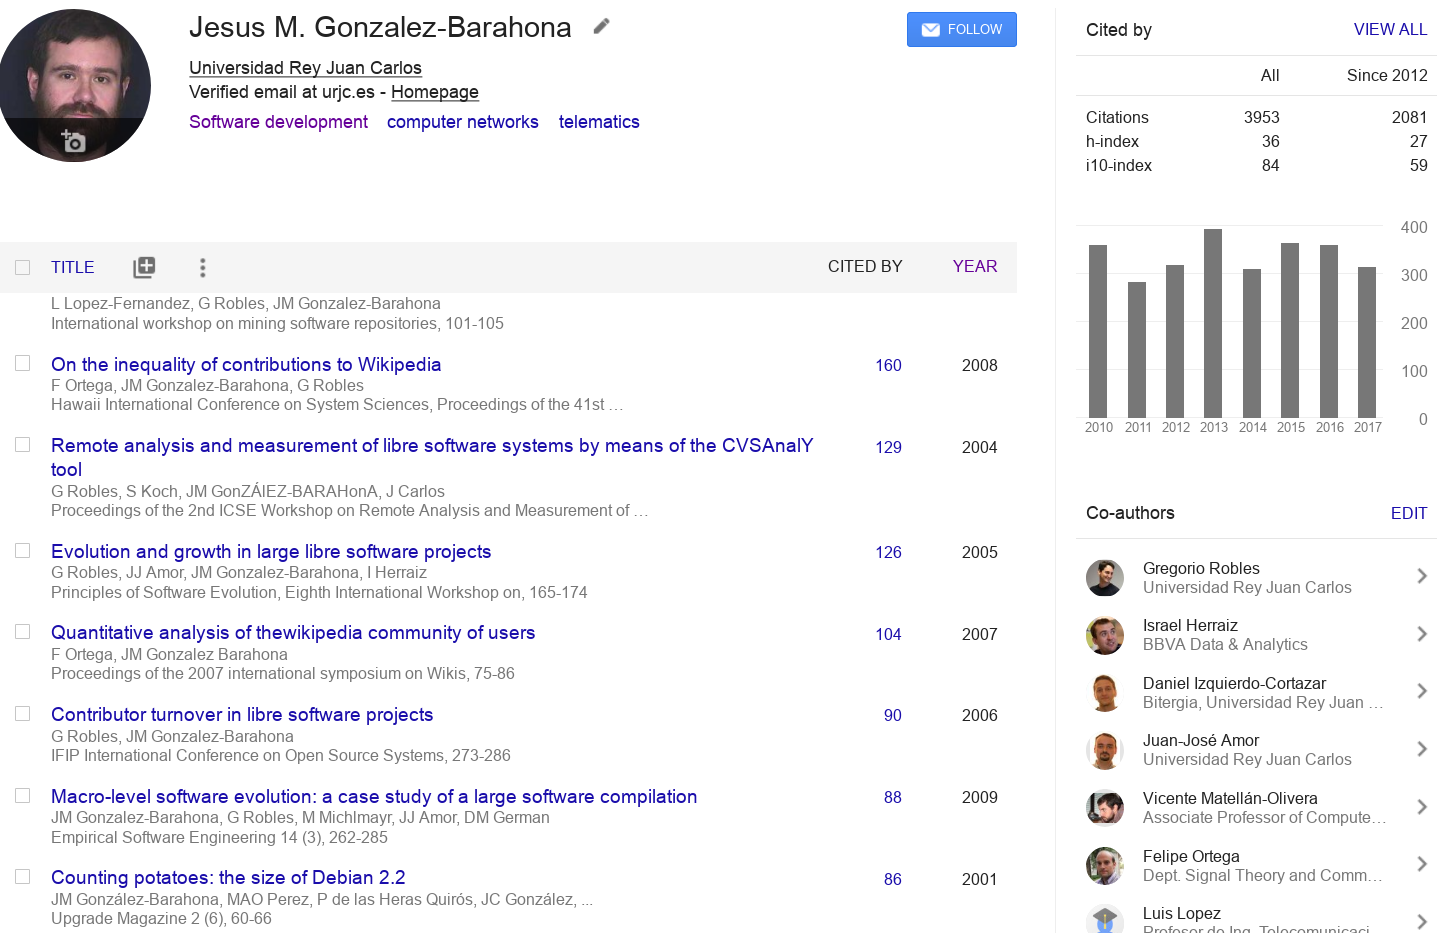 Jesus M. Gonzalez-Barahona
FOLLOW
Universidad Rey Juan Carlos
Verified email at urjc.es - Homepage
Software development computer networks telematics
TITLE CITED BY YEAR
L Lopez-Fernandez, G Robles, JM Gonzalez-Barahona
International workshop on mining software repositories, 101-105
On the inequality of contributions to Wikipedia 160 2008
F Ortega, JM Gonzalez-Barahona, G Robles
Hawaii International Conference on System Sciences, Proceedings of the 41st …
Remote analysis and measurement of libre software systems by means of the CVSAnalY 129 2004
tool
G Robles, S Koch, JM GonZÁlEZ-BARAHonA, J Carlos
Proceedings of the 2nd ICSE Workshop on Remote Analysis and Measurement of …
Evolution and growth in large libre software projects 126 2005
G Robles, JJ Amor, JM Gonzalez-Barahona, I Herraiz
Principles of Software Evolution, Eighth International Workshop on, 165-174
Quantitative analysis of thewikipedia community of users 104 2007
F Ortega, JM Gonzalez Barahona
Proceedings of the 2007 international symposium on Wikis, 75-86
Contributor turnover in libre software projects 90 2006
G Robles, JM Gonzalez-Barahona
IFIP International Conference on Open Source Systems, 273-286
Macro-level software evolution: a case study of a large software compilation 88 2009
JM Gonzalez-Barahona, G Robles, M Michlmayr, JJ Amor, DM German
Empirical Software Engineering 14 (3), 262-285
Counting potatoes: the size of Debian 2.2 86 2001
JM González-Barahona, MAO Perez, P de las Heras Quirós, JC González, ...
Upgrade Magazine 2 (6), 60-66
Cited by VIEW ALL
All Since 2012
Citations 3953 2081
h-index 36 27
i10-index 84 59
400
300
200
100
0
2010 2011 2012 2013 2014 2015 2016 2017
Co-authors EDIT
Gregorio Robles
Universidad Rey Juan Carlos
Israel Herraiz
BBVA Data & Analytics
Daniel Izquierdo-Cortazar
Bitergia, Universidad Rey Juan …
Juan-José Amor
Universidad Rey Juan Carlos
Vicente Matellán-Olivera
Associate Professor of Compute…
Felipe Ortega
Dept. Signal Theory and Comm…
Luis Lopez
Profesor de Ing. Telecomunicaci